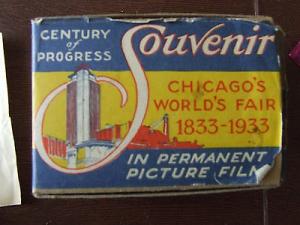 CENTURY
OF
PROGRESS
Souvenir
CHICAGO'S
WORLD'S FAIR
1833-1933
IN PERMANENT
PICTURE FILM